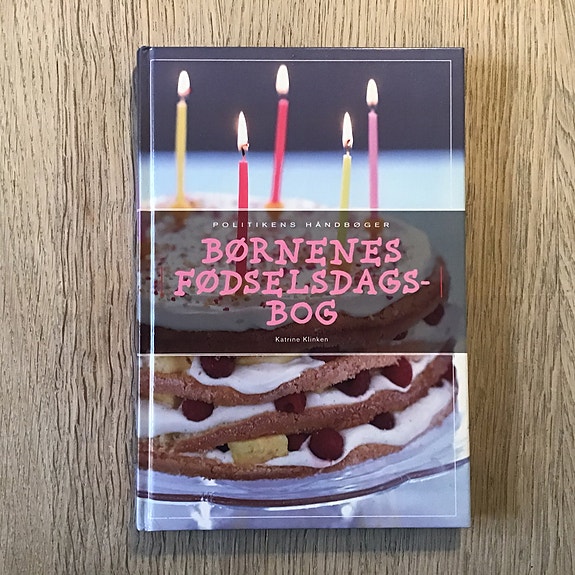 POLITIKENS HÅNDBØGER
BØRNENES
FØDSELSDAGS-
BOG
Katrine Klinken